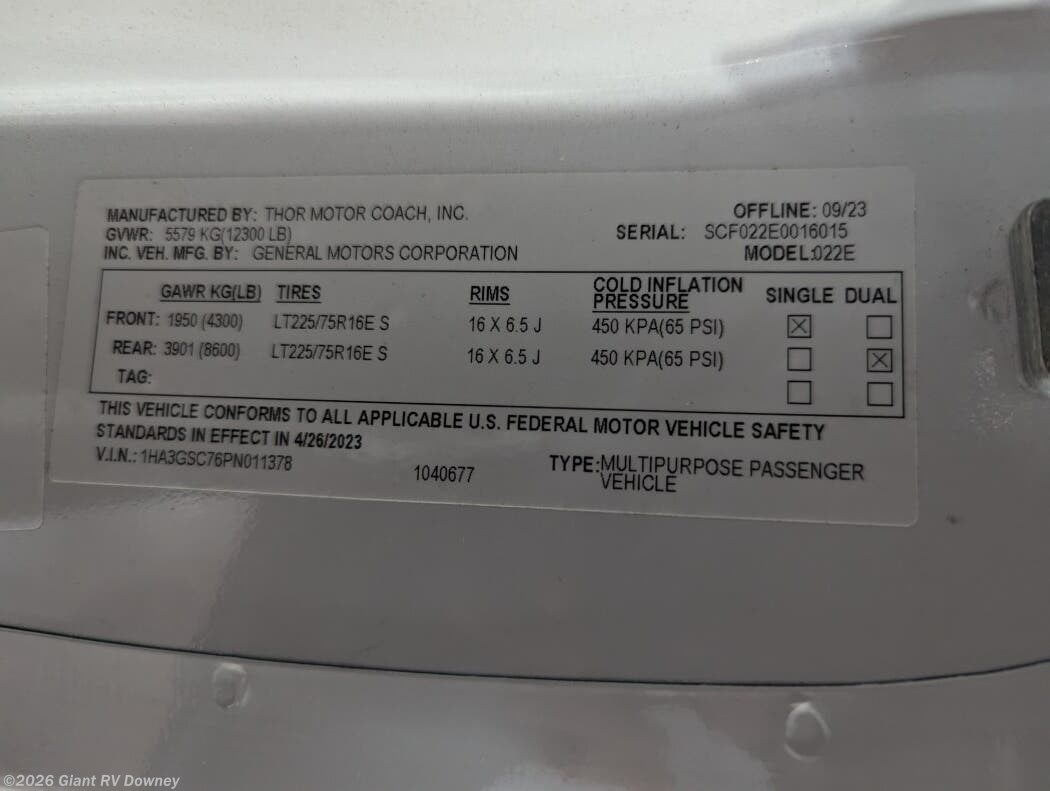 MANUFACTURED BY: THOR MOTOR COACH, INC.
OFFLINE: 09/23
GVWR: 5579 KG(12300 LB)
SERIAL: SCF022E0016015
INC. VEH. MFG. BY: GENERAL MOTORS CORPORATION
MODEL:022E
GAWR KG(LB) TIRES RIMS COLD INFLATION PRESSURE SINGLE DUAL
FRONT: 1950 (4300) LT225/75R16E S 16 X 6.5 J 450 KPA(65 PSI) ☒ ☐
REAR: 3901 (8600) LT225/75R16E S 16 X 6.5 J 450 KPA(65 PSI) ☐ ☒
TAG: ☐ ☐
THIS VEHICLE CONFORMS TO ALL APPLICABLE U.S. FEDERAL MOTOR VEHICLE SAFETY
STANDARDS IN EFFECT IN 4/26/2023
V.I.N.: 1HA3GSC76PN011378
1040677
TYPE:MULTIPURPOSE PASSENGER
VEHICLE
©2026 Giant RV Downey